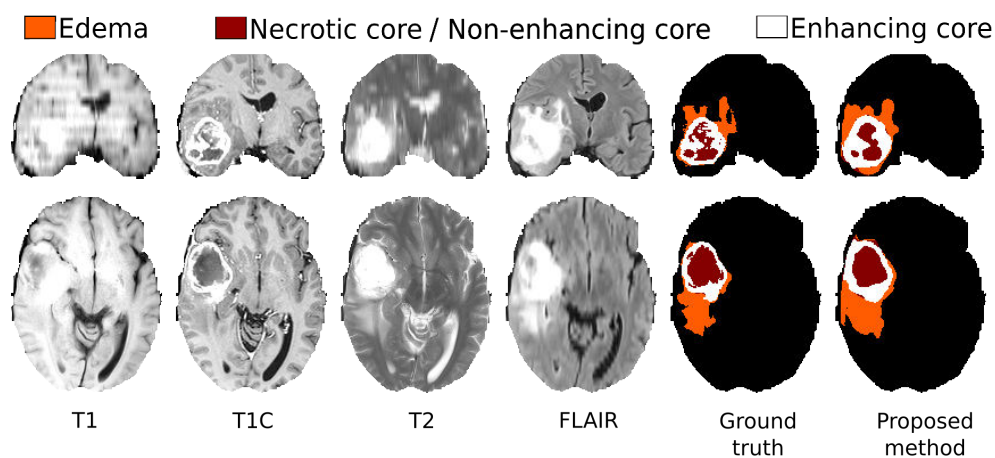 Edema Necrotic core / Non-enhancing core Enhancing core
T1 T1C T2 FLAIR Ground truth Proposed method